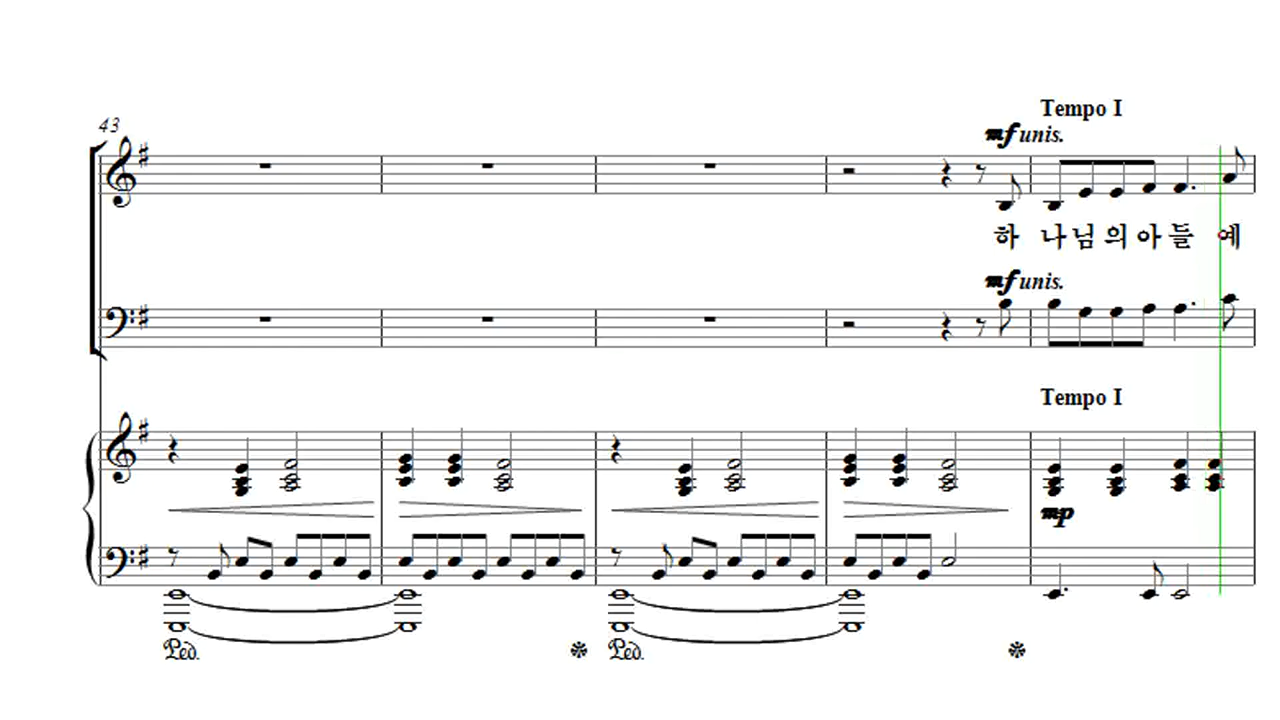 Tempo I
43
mf unis.
하 나 님 의 아 들 예
mf unis.
Tempo I
mp
Ped. Ped.